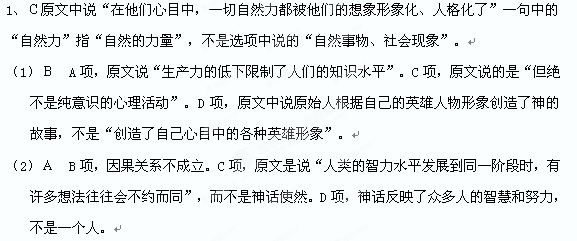 1、C原文中说“在他们心目中，一切自然力都被他们的想象形象化、人格化了”一句中的
“自然力”指“自然的力量”，不是选项中说的“自然事物、社会现象”。
（1）B　A项，原文说“生产力的低下限制了人们的知识水平”。C项，原文说的是“但绝
不是纯意识的心理活动”。D项，原文中说原始人根据自己的英雄人物形象创造了神的
故事，不是“创造了自己心目中的各种英雄形象”。
（2）A　B项，因果关系不成立。C项，原文是说“人类的智力水平发展到同一阶段时，有
许多想法往往会不约而同”，而不是神话使然。D项，神话反映了众多人的智慧和努力，
不是一个人。